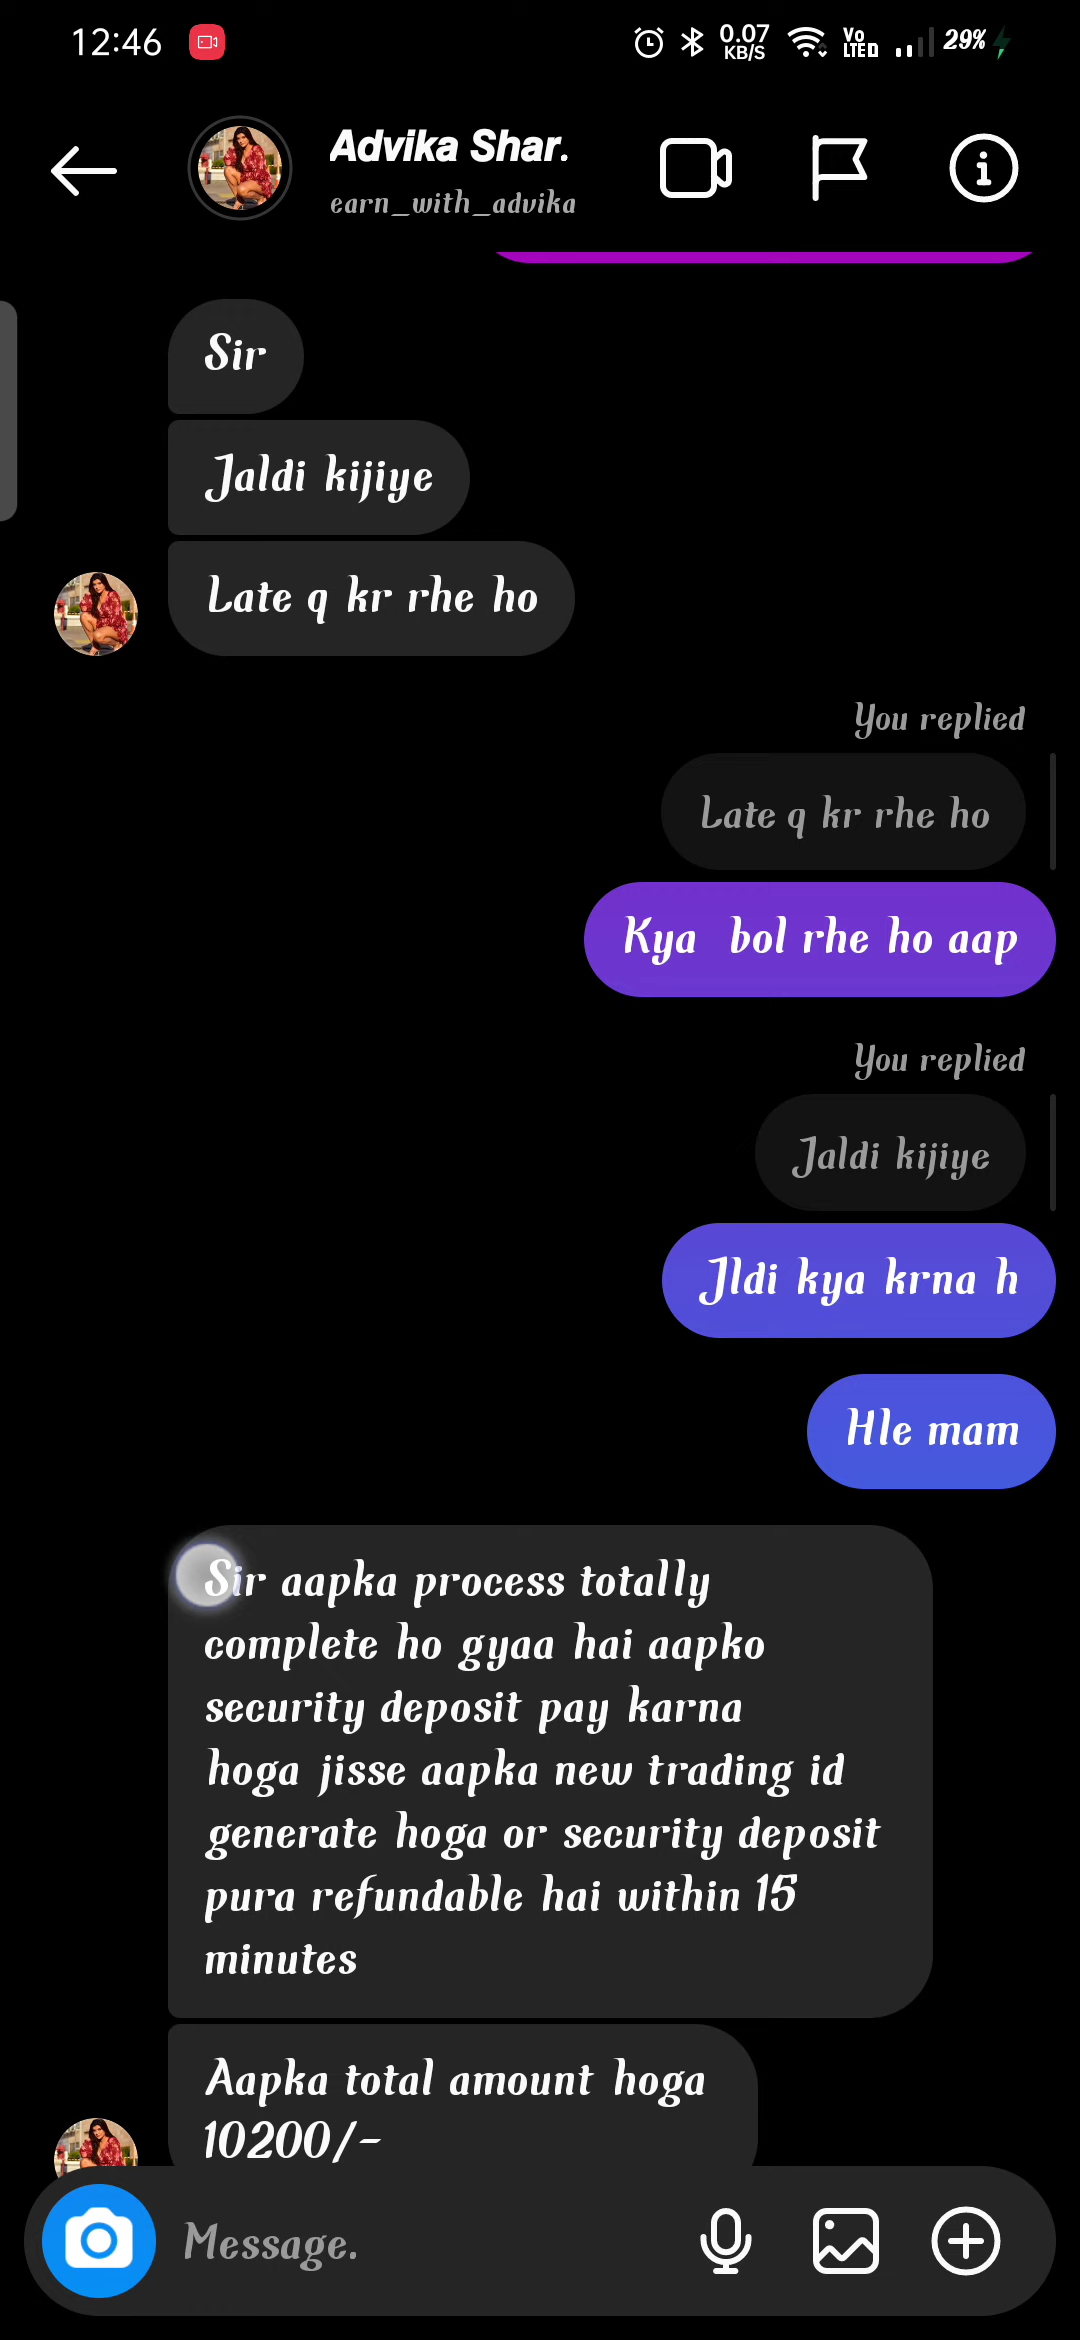 12:46
0.07
KB/S
Vo
LTE
29%
Advika Shar.
earn_with_advika
Sir
Jaldi kijiye
Late q kr rhe ho
You replied
Late q kr rhe ho
Kya bol rhe ho aap
You replied
Jaldi kijiye
Jldi kya krna h
Hle mam
Sir aapka process totally
complete ho gyaa hai aapko
security deposit pay karna
hoga jisse aapka new trading id
generate hoga or security deposit
pura refundable hai within 15
minutes
Aapka total amount hoga
10200/-
Message.